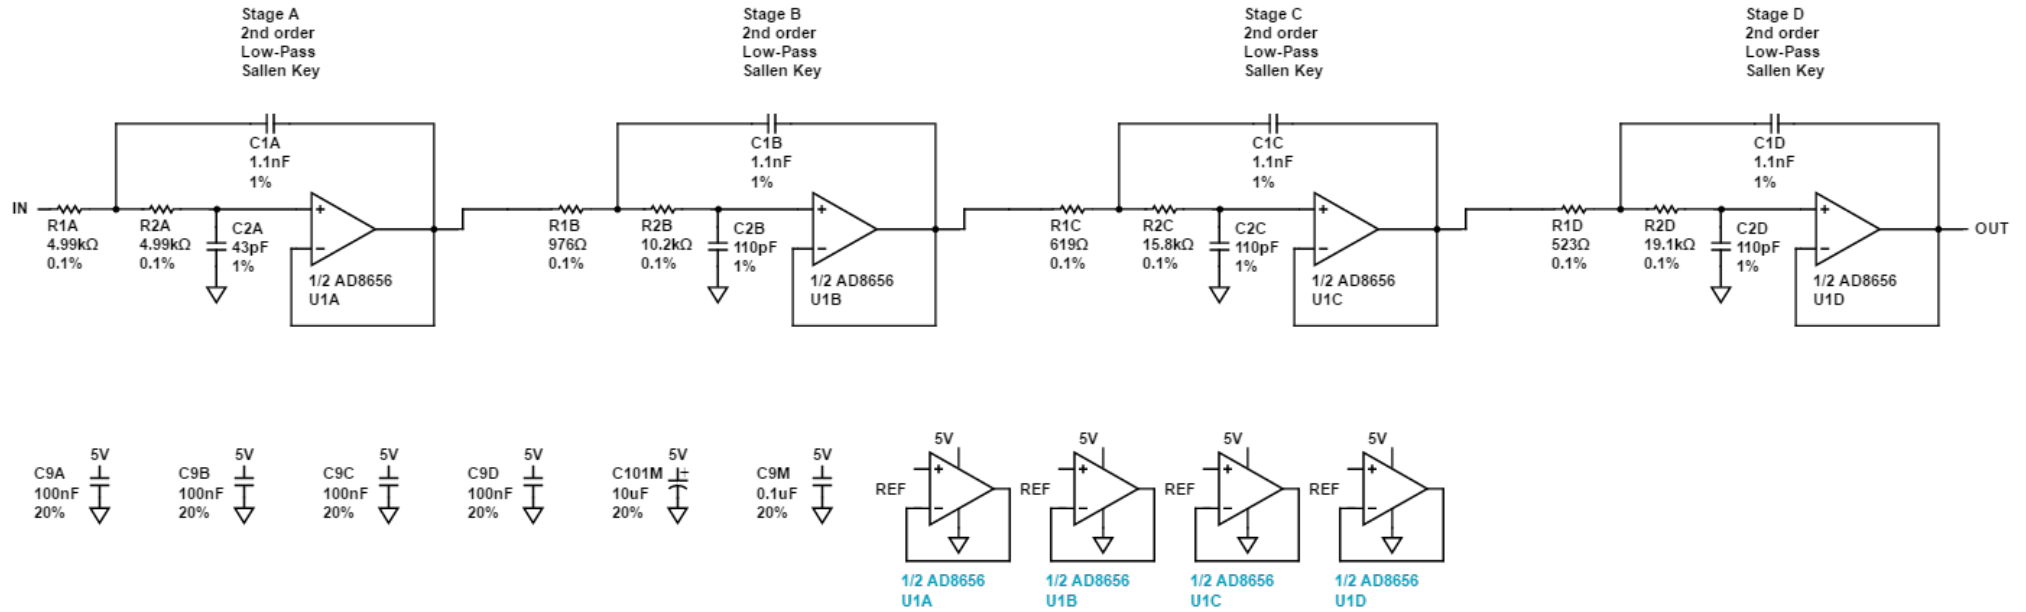 Stage A
2nd order
Low-Pass
Sallen Key
Stage B
2nd order
Low-Pass
Sallen Key
Stage C
2nd order
Low-Pass
Sallen Key
Stage D
2nd order
Low-Pass
Sallen Key
C1A
1.1nF
1%
IN
R1A
4.99kΩ
0.1%
R2A
4.99kΩ
0.1%
C2A
43pF
1%
+
−
1/2 AD8656
U1A
C1B
1.1nF
1%
R1B
976Ω
0.1%
R2B
10.2kΩ
0.1%
C2B
110pF
1%
+
−
1/2 AD8656
U1B
C1C
1.1nF
1%
R1C
619Ω
0.1%
R2C
15.8kΩ
0.1%
C2C
110pF
1%
+
−
1/2 AD8656
U1C
C1D
1.1nF
1%
R1D
523Ω
0.1%
R2D
19.1kΩ
0.1%
C2D
110pF
1%
+
−
1/2 AD8656
U1D
OUT
5V
C9A
100nF
20%
5V
C9B
100nF
20%
5V
C9C
100nF
20%
5V
C9D
100nF
20%
5V
C101M
+
10uF
20%
5V
C9M
0.1uF
20%
5V
+
REF
−
1/2 AD8656
U1A
5V
+
REF
−
1/2 AD8656
U1B
5V
+
REF
−
1/2 AD8656
U1C
5V
+
REF
−
1/2 AD8656
U1D